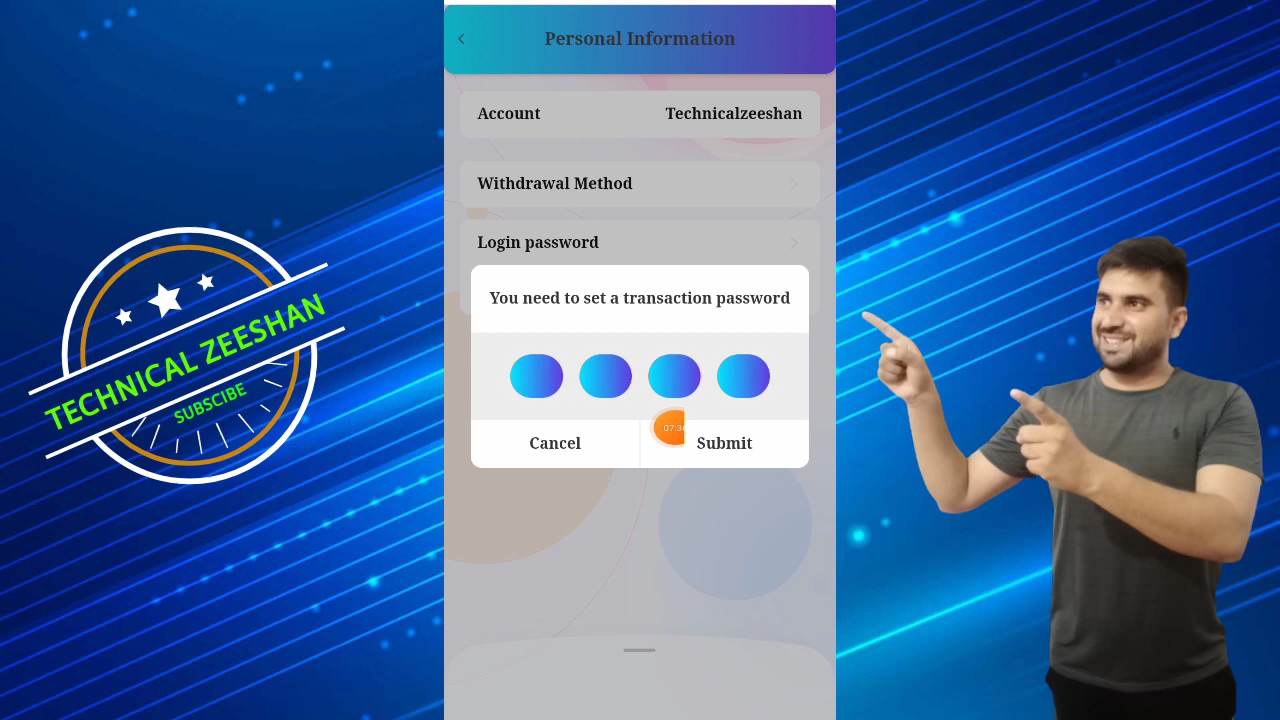 Personal Information
Account
Technicalzeeshan
Withdrawal Method
Login password
You need to set a transaction password
Cancel
Submit
TECHNICAL ZEESHAN
SUBSCIBE